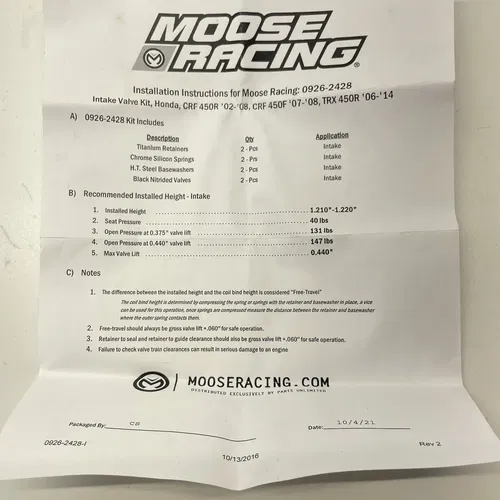 MOOSE
RACING®
Installation Instructions for Moose Racing: 0926-2428
Intake Valve Kit, Honda, CRF 450R '02-'08, CRF 450F '07-'08, TRX 450R '06-'14
A) 0926-2428 Kit Includes
Description Qty Application
Titanium Retainers 2 - Pcs Intake
Chrome Silicon Springs 2 - Prs Intake
H.T. Steel Basewashers 2 - Pcs Intake
Black Nitrided Valves 2 - Pcs Intake
B) Recommended Installed Height - Intake
1. Installed Height 1.210"-1.220"
2. Seat Pressure 40 lbs
3. Open Pressure at 0.375" valve lift 131 lbs
4. Open Pressure at 0.440" valve lift 147 lbs
5. Max Valve Lift 0.440"
C) Notes
1. The difference between the installed height and the coil bind height is considered "Free-Travel"
The coil bind height is determined by compressing the spring or springs with the retainer and basewasher in place, a vice
can be used for this operation, once springs are compressed measure the distance between the retainer and basewasher
where the outer spring contacts them.
2. Free-travel should always be gross valve lift +.060" for safe operation.
3. Retainer to seal and retainer to guide clearance should also be gross valve lift +.060" for safe operation.
4. Failure to check valve train clearances can result in serious damage to an engine
| MOOSERACING.COM
DISTRIBUTED EXCLUSIVELY BY PARTS UNLIMITED
Packaged By: CS Date: 10/4/21
0926-2428-I Rev 2
10/13/2016